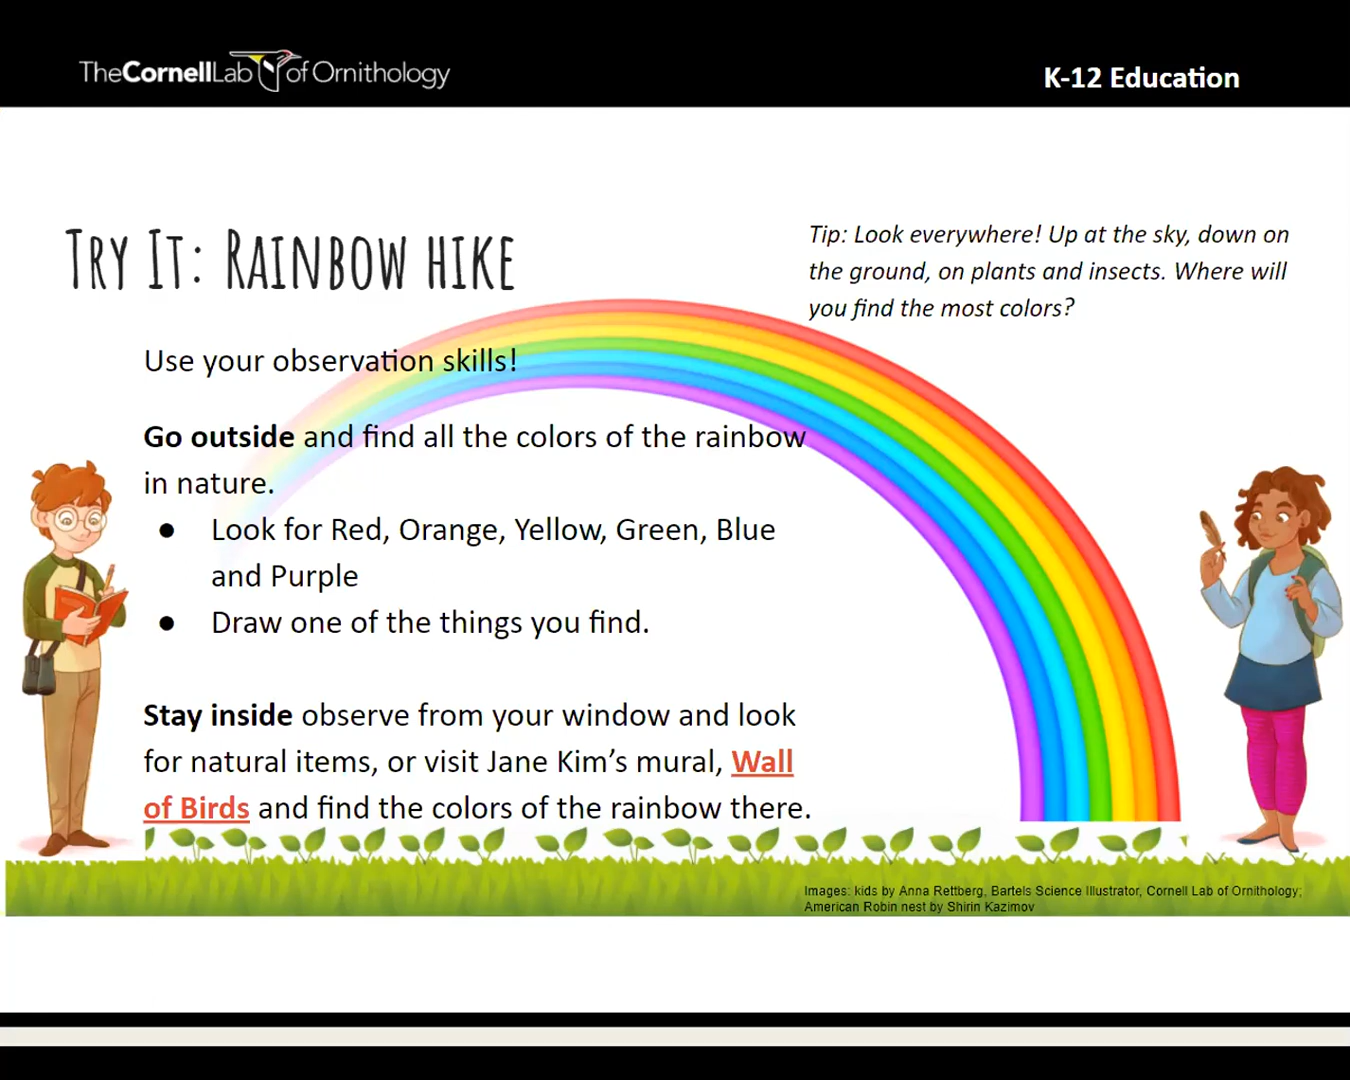 TheCornellLab of Ornithology
K-12 Education
Try It: Rainbow hike
Tip: Look everywhere! Up at the sky, down on
the ground, on plants and insects. Where will
you find the most colors?
Use your observation skills!
Go outside and find all the colors of the rainbow
in nature.
● Look for Red, Orange, Yellow, Green, Blue
and Purple
● Draw one of the things you find.
Stay inside observe from your window and look
for natural items, or visit Jane Kim’s mural, Wall
of Birds and find the colors of the rainbow there.
Images: kids by Anna Rettberg, Bartels Science Illustrator, Cornell Lab of Ornithology;
American Robin nest by Shirin Kazimov